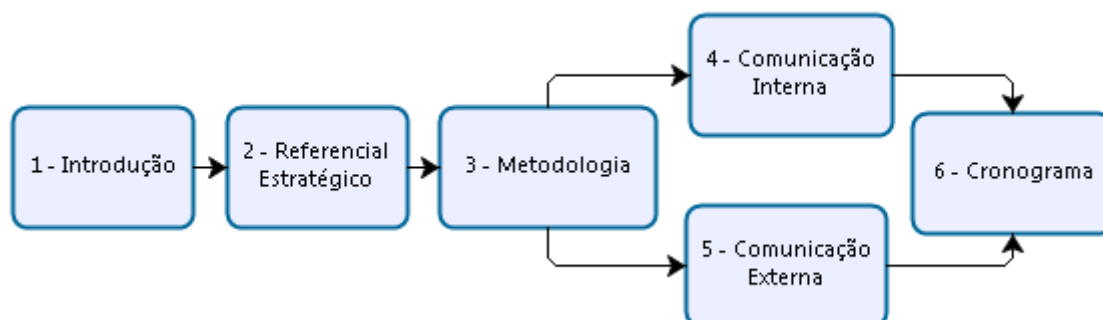 1 - Introdução
2 - Referencial
Estratégico
3 - Metodologia
4 - Comunicação
Interna
5 - Comunicação
Externa
6 - Cronograma